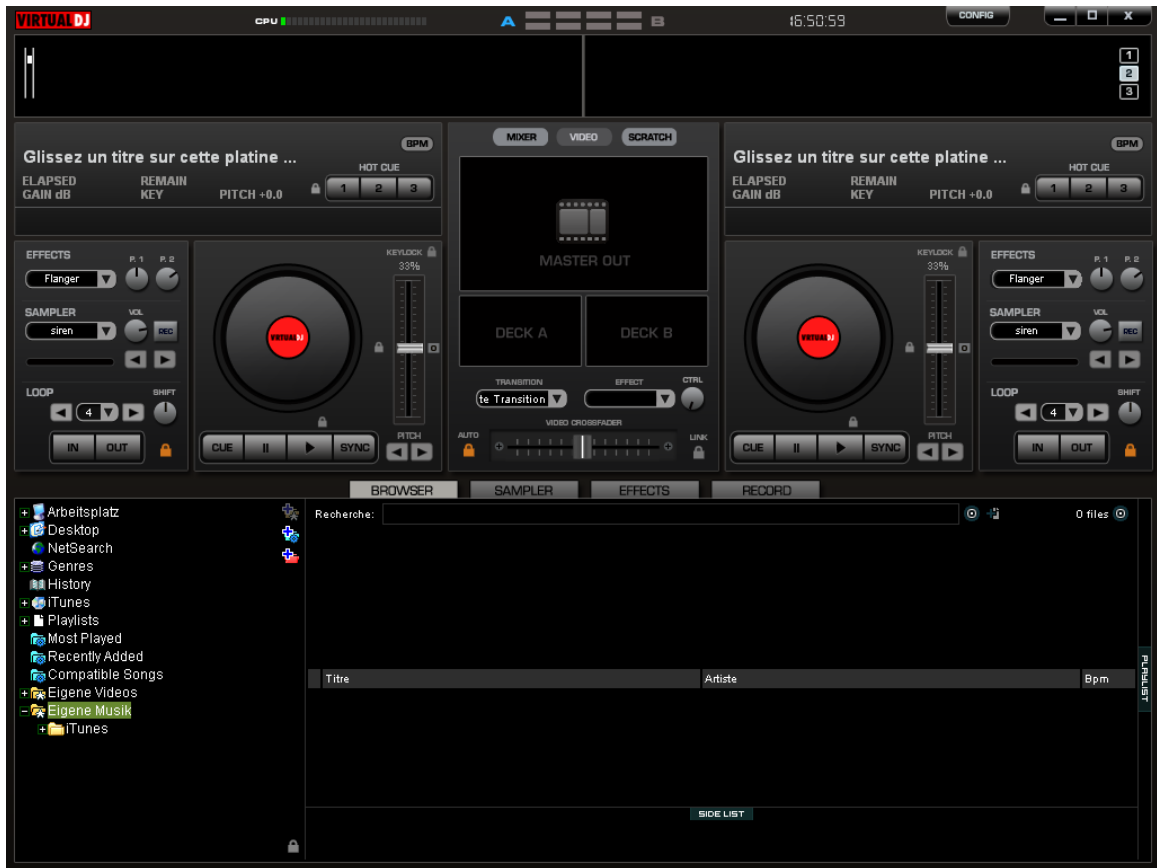 VIRTUAL DJ CPU A B 16:50:59 CONFIG X
1
2
3
MIXER VIDEO SCRATCH
BPM
Glissez un titre sur cette platine ...
HOT CUE
ELAPSED REMAIN
GAIN dB KEY PITCH +0.0
1 2 3
MASTER OUT
DECK A DECK B
TRANSITION EFFECT CTRL
te Transition
VIDEO CROSSFADER
AUTO LINK
BPM
Glissez un titre sur cette platine ...
HOT CUE
ELAPSED REMAIN
GAIN dB KEY PITCH +0.0
1 2 3
EFFECTS P. 1 P. 2
Flanger
SAMPLER VOL
siren REC
LOOP SHIFT
4
IN OUT
KEYLOCK
33%
VIRTUAL DJ
CUE SYNC
PITCH
KEYLOCK
33%
VIRTUAL DJ
CUE SYNC
PITCH
EFFECTS P. 1 P. 2
Flanger
SAMPLER VOL
siren REC
LOOP SHIFT
4
IN OUT
BROWSER SAMPLER EFFECTS RECORD
Arbeitsplatz
Desktop
NetSearch
Genres
History
iTunes
Playlists
Most Played
Recently Added
Compatible Songs
Eigene Videos
Eigene Musik
iTunes
Recherche: 0 files
Titre Artiste Bpm
PLAYLIST
SIDE LIST